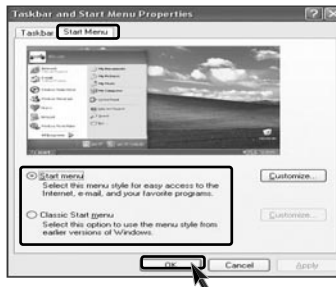 Taskbar and Start Menu Properties
Taskbar Start Menu
Start menu
Select this menu style for easy access to the
Internet, e-mail, and your favorite programs.
Customize...
Classic Start menu
Select this option to use the menu style from
earlier versions of Windows.
Customize...
OK Cancel Apply